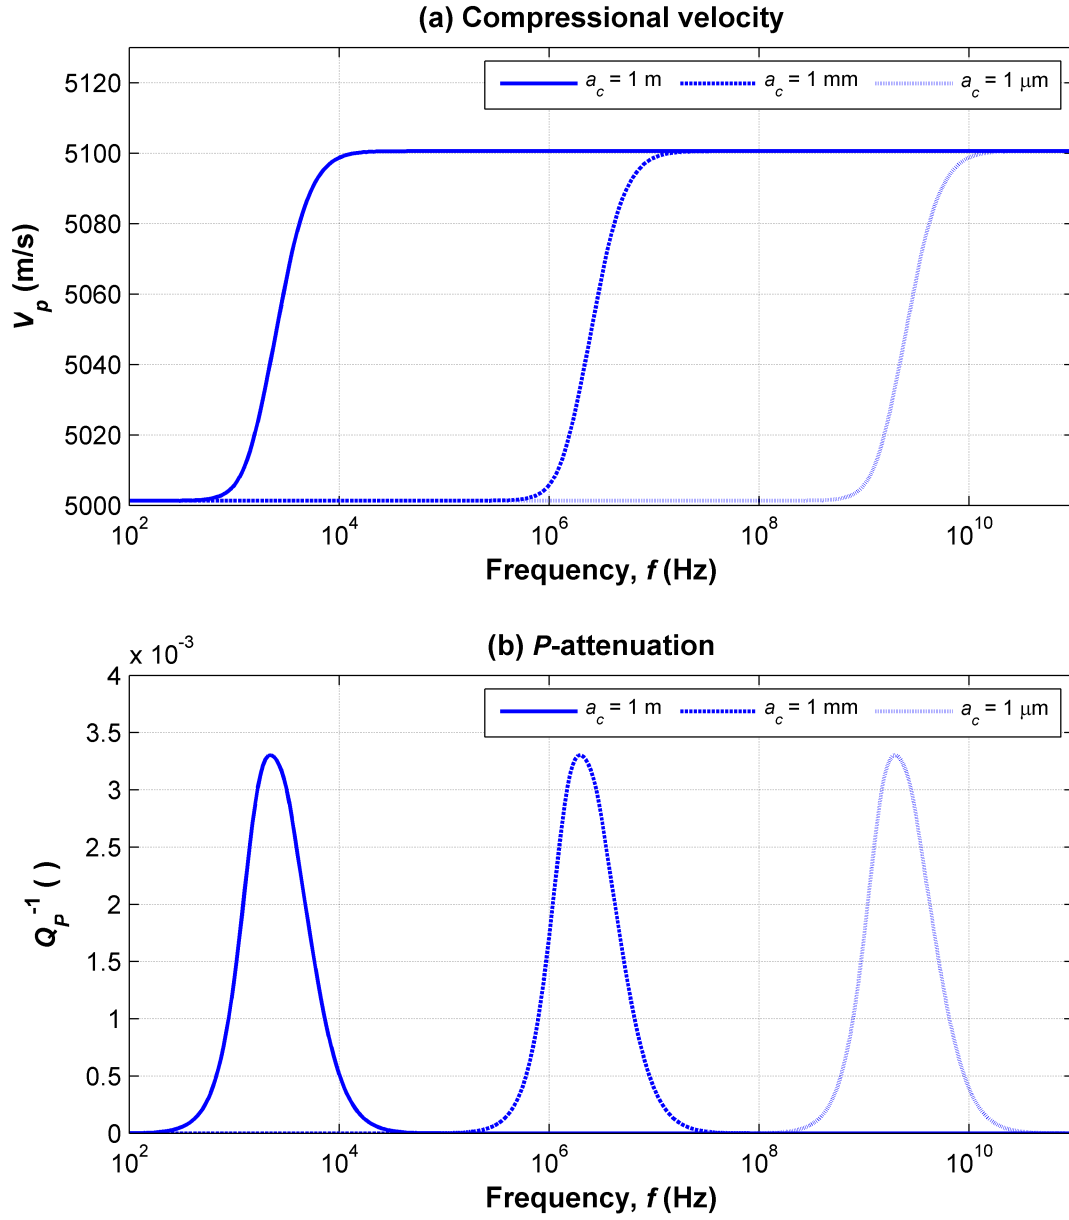 (a) Compressional velocity
a_c = 1 m a_c = 1 mm a_c = 1 μm
5120
5100
5080
5060
5040
5020
5000
V_p (m/s)
10^2 10^4 10^6 10^8 10^10
Frequency, f (Hz)
(b) P-attenuation
x 10^-3
a_c = 1 m a_c = 1 mm a_c = 1 μm
4
3.5
3
2.5
2
1.5
1
0.5
0
Q_P^-1 ( )
10^2 10^4 10^6 10^8 10^10
Frequency, f (Hz)